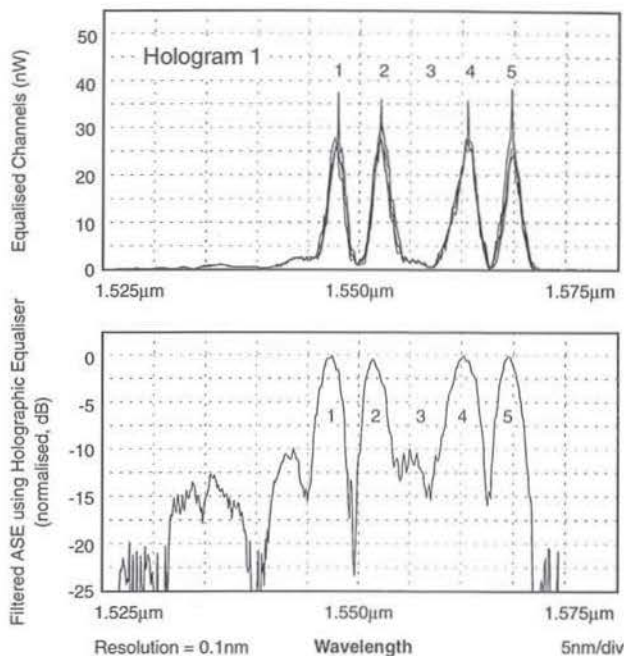 Equalised Channels (nW)
50
40
30
20
10
0
Hologram 1
1 2 3 4 5
1.525µm 1.550µm 1.575µm
Filtered ASE using Holographic Equaliser
(normalised, dB)
0
-5
-10
-15
-20
-25
1 2 3 4 5
1.525µm 1.550µm 1.575µm
Resolution = 0.1nm Wavelength 5nm/div